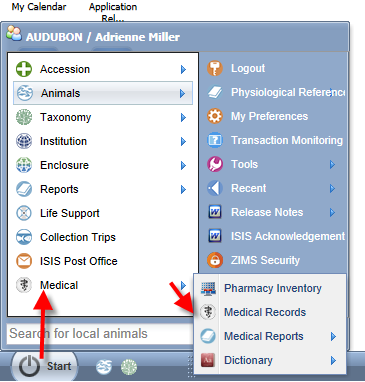 My Calendar
Application
Rel...
AUDUBON / Adrienne Miller
Accession
Animals
Taxonomy
Institution
Enclosure
Reports
Life Support
Collection Trips
ISIS Post Office
Medical
Search for local animals
Logout
Physiological Reference
My Preferences
Transaction Monitoring
Tools
Recent
Release Notes
ISIS Acknowledgement
ZIMS Security
Pharmacy Inventory
Medical Records
Medical Reports
Dictionary
Start